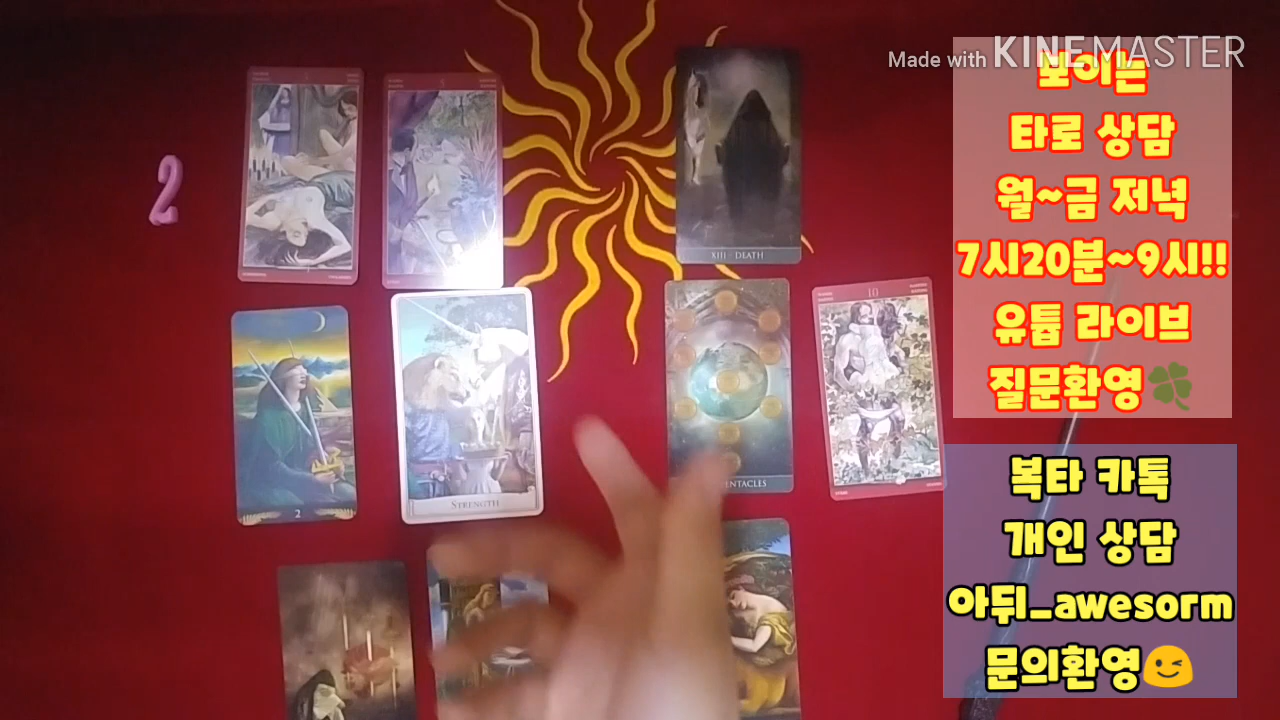 Made with KINEMASTER
보이는
타로 상담
월~금 저녁
7시20분~9시!!
유튭 라이브
질문환영🍀
복타 카톡
개인 상담
아뒤_awesorm
문의환영😉
2
5
XIII - DEATH
10
PENTACLES
2
STRENGTH